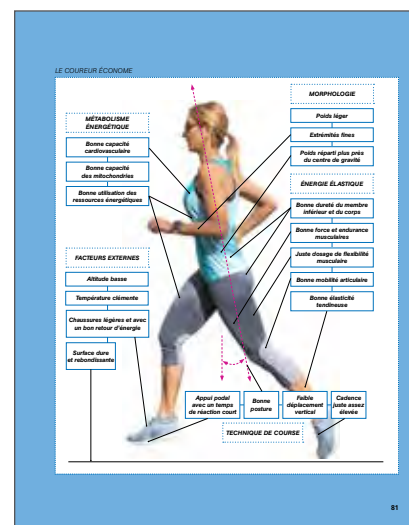 LE COUREUR ÉCONOME
MÉTABOLISME
ÉNERGÉTIQUE
Bonne capacité
cardiovasculaire
Bonne capacité
des mitochondries
Bonne utilisation des
ressources énergétiques
FACTEURS EXTERNES
Altitude basse
Température clémente
Chaussures légères et avec
un bon retour d'énergie
Surface dure
et rebondissante
MORPHOLOGIE
Poids léger
Extrémités fines
Poids réparti plus près
du centre de gravité
ÉNERGIE ÉLASTIQUE
Bonne dureté du membre
inférieur et du corps
Bonne force et endurance
musculaires
Juste dosage de flexibilité
musculaire
Bonne mobilité articulaire
Bonne élasticité
tendineuse
Appui podal
avec un temps
de réaction court
Bonne
posture
Faible
déplacement
vertical
Cadence
juste assez
élevée
TECHNIQUE DE COURSE
81